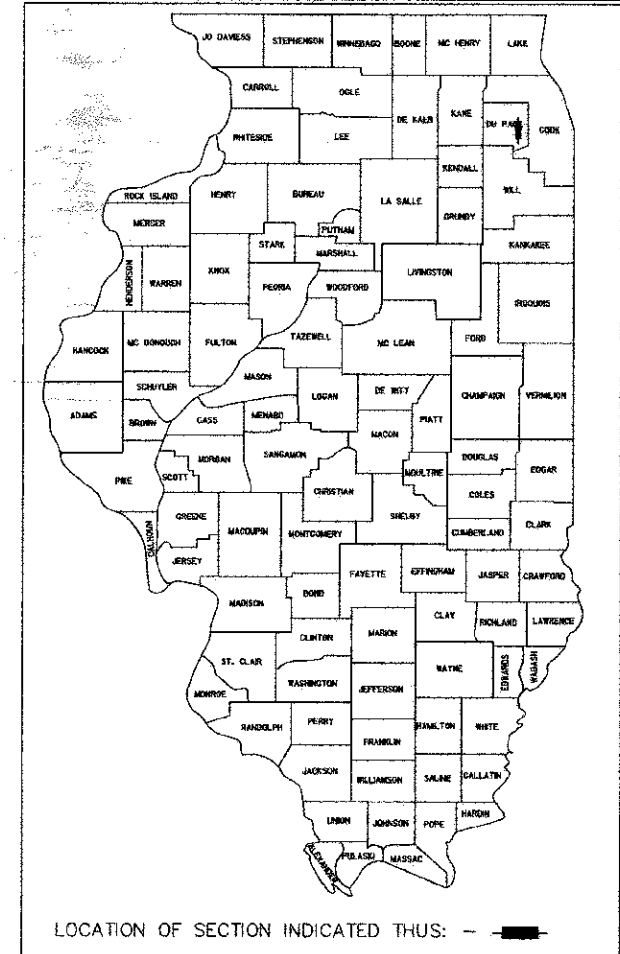 JO DAVIESS
STEPHENSON
WINNEBAGO
BOONE
MC HENRY
LAKE
CARROLL
OGLE
DE KALB
KANE
DU PAGE
COOK
WHITESIDE
LEE
KENDALL
WILL
ROCK ISLAND
HENRY
BUREAU
LA SALLE
GRUNDY
MERCER
PUTNAM
KANKAKEE
STARK
MARSHALL
HENDERSON
WARREN
KNOX
PEORIA
WOODFORD
LIVINGSTON
IROQUOIS
HANCOCK
MC DONOUGH
FULTON
TAZEWELL
MC LEAN
FORD
MASON
SCHUYLER
LOGAN
DE WITT
CHAMPAIGN
VERMILION
ADAMS
BROWN
CASS
MENARD
PIATT
MACON
MORGAN
SANGAMON
DOUGLAS
PIKE
SCOTT
MOULTRIE
EDGAR
CHRISTIAN
COLES
GREENE
MACOUPIN
MONTGOMERY
SHELBY
CUMBERLAND
CLARK
CALHOUN
JERSEY
FAYETTE
EFFINGHAM
JASPER
CRAWFORD
MADISON
BOND
CLAY
RICHLAND
LAWRENCE
CLINTON
MARION
ST. CLAIR
WAYNE
EDWARDS
WABASH
WASHINGTON
JEFFERSON
MONROE
RANDOLPH
PERRY
HAMILTON
WHITE
FRANKLIN
JACKSON
WILLIAMSON
SALINE
GALLATIN
UNION
JOHNSON
POPE
HARDIN
ALEXANDER
PULASKI
MASSAC
LOCATION OF SECTION INDICATED THUS: -